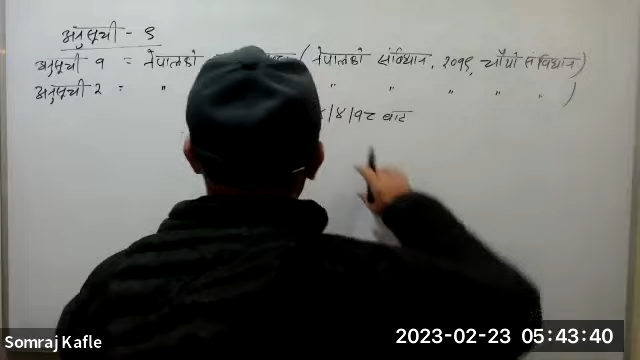 अनुसूची - ९
अनुसूची १ = नेपालको (नेपालको संविधान, २०१९, चौथो संविधान)
अनुसूची २ = " " " " " )
/४/१८ बाट
Somraj Kafle
2023-02-23 05:43:40